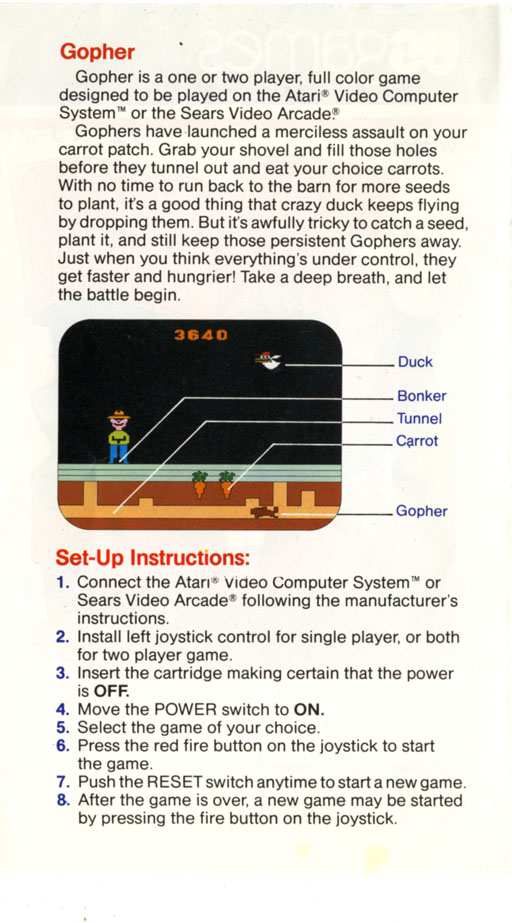 Gopher
Gopher is a one or two player, full color game
designed to be played on the Atari® Video Computer
System™ or the Sears Video Arcade.®
Gophers have launched a merciless assault on your
carrot patch. Grab your shovel and fill those holes
before they tunnel out and eat your choice carrots.
With no time to run back to the barn for more seeds
to plant, it's a good thing that crazy duck keeps flying
by dropping them. But it's awfully tricky to catch a seed,
plant it, and still keep those persistent Gophers away.
Just when you think everything's under control, they
get faster and hungrier! Take a deep breath, and let
the battle begin.
3640
Duck
Bonker
Tunnel
Carrot
Gopher
Set-Up Instructions:
1. Connect the Atari® Video Computer System™ or
Sears Video Arcade® following the manufacturer's
instructions.
2. Install left joystick control for single player, or both
for two player game.
3. Insert the cartridge making certain that the power
is OFF.
4. Move the POWER switch to ON.
5. Select the game of your choice.
6. Press the red fire button on the joystick to start
the game.
7. Push the RESET switch anytime to start a new game.
8. After the game is over, a new game may be started
by pressing the fire button on the joystick.